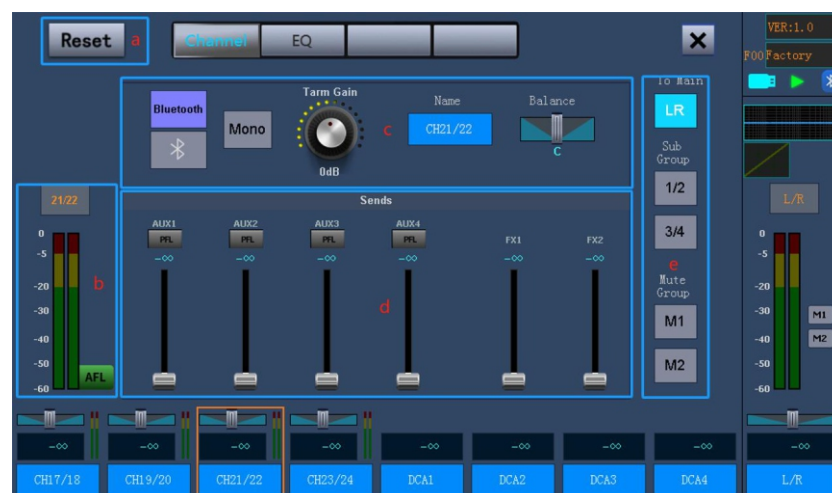 Reset a Channel EQ VER:1.0
F00 Factory
Tarm Gain
To Main
Bluetooth Name Balance LR
Mono c CH21/22
C
0dB
Sub
Group
1/2
21/22 Sends L/R
AUX1 AUX2 AUX3 AUX4
PFL PFL PFL PFL FX1 FX2 3/4
0 0
-5 -∞ -∞ -∞ -∞ -∞ -∞ -5
e
b Mute
-20 Group -20
d
-30 M1 -30 M1
-40 -40 M2
-50 M2 -50
AFL
-60 -60
-∞ -∞ -∞ -∞ -∞ -∞ -∞ -∞ -∞
CH17/18 CH19/20 CH21/22 CH23/24 DCA1 DCA2 DCA3 DCA4 L/R